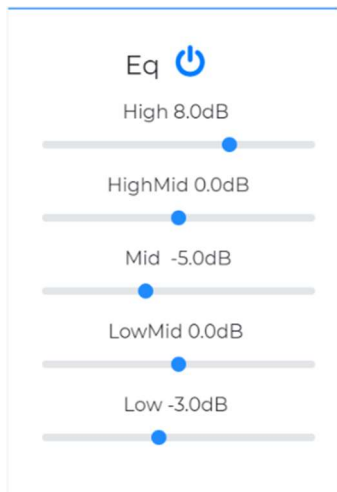 Eq
High 8.0dB
HighMid 0.0dB
Mid  -5.0dB
LowMid 0.0dB
Low -3.0dB